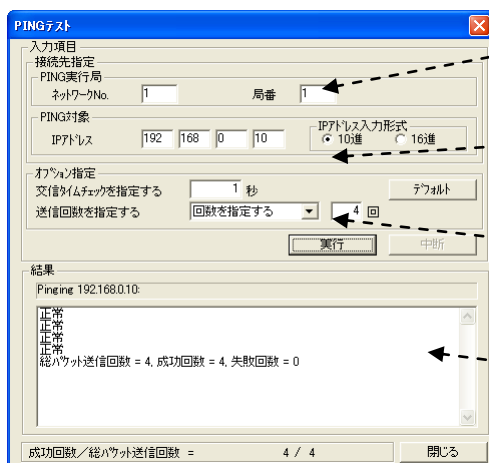 PINGテスト
入力項目
接続先指定
PING実行局
ネットワークNo. 1 局番 1
PING対象
IPアドレス 192 168 0 10
IPアドレス入力形式
10進 16進
オプション指定
交信タイムチェックを指定する 1 秒 デフォルト
送信回数を指定する 回数を指定する 4 回
実行 中断
結果
Pinging 192.168.0.10:
正常
正常
正常
正常
総パケット送信回数 = 4, 成功回数 = 4, 失敗回数 = 0
成功回数／総パケット送信回数 = 4 / 4 閉じる